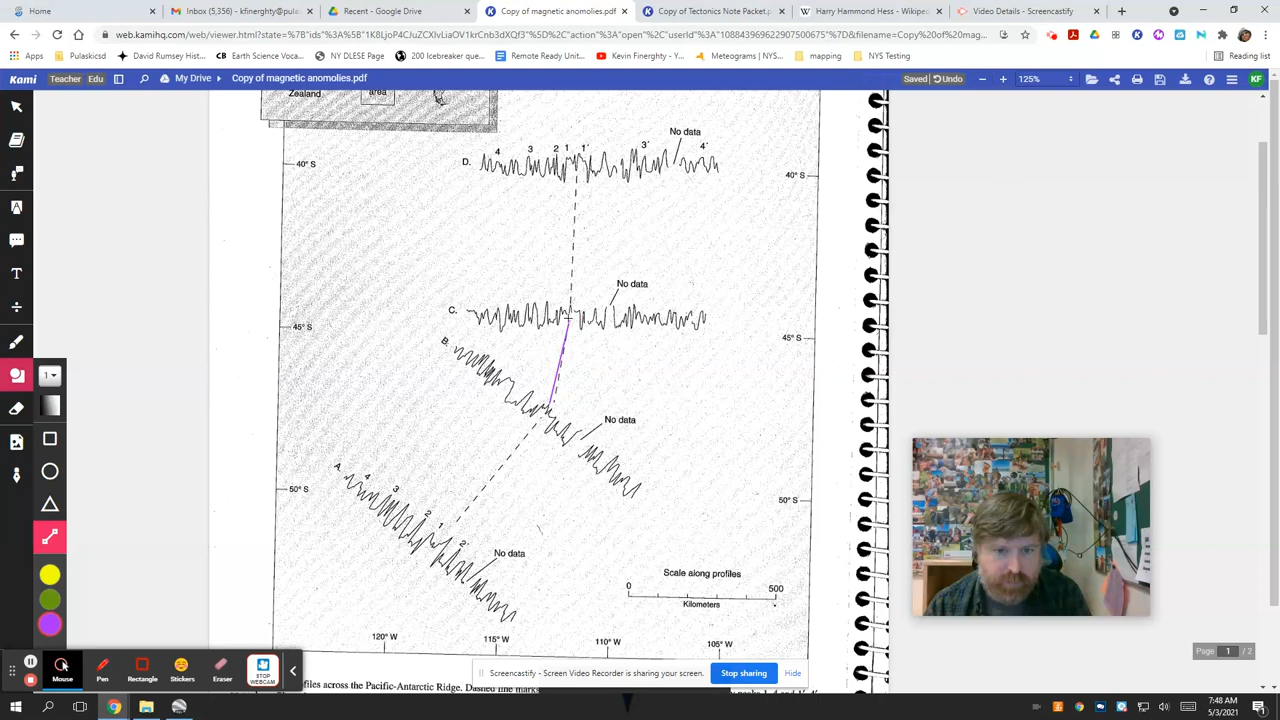 Home
Inbox (5,356) - kfinerghty@pula
Recent - Google Drive
Copy of magnetic anomolies.pdf
Copy of Tectonics Note Packet.p
Harry Hammond Hess - Wikipe
Video Details - Screencastify
Apps
Pulaskicsd
David Rumsey Hist...
Earth Science Voca...
NY DLESE Page
200 Icebreaker que...
Remote Ready Unit...
Kevin Finerghty - Y...
Meteograms | NYS...
mapping
NYS Testing
Reading list
Kami
Teacher
Edu
My Drive
Copy of magnetic anomolies.pdf
Saved
Undo
125%
KF
Zealand
area
No data
D.
4
3
2
1
1'
3'
4'
40° S
40° S
No data
C.
45° S
45° S
B.
No data
A.
4
3
2
1
2'
50° S
50° S
No data
Scale along profiles
0
500
Kilometers
120° W
115° W
110° W
105° W
Page 1 / 2
1
Mouse
Pen
Rectangle
Stickers
Eraser
STOP WEBCAM
files across the Pacific-Antarctic Ridge. Dashed line marks
Screencastify - Screen Video Recorder is sharing your screen.
Stop sharing
Hide
7:48 AM
5/3/2021